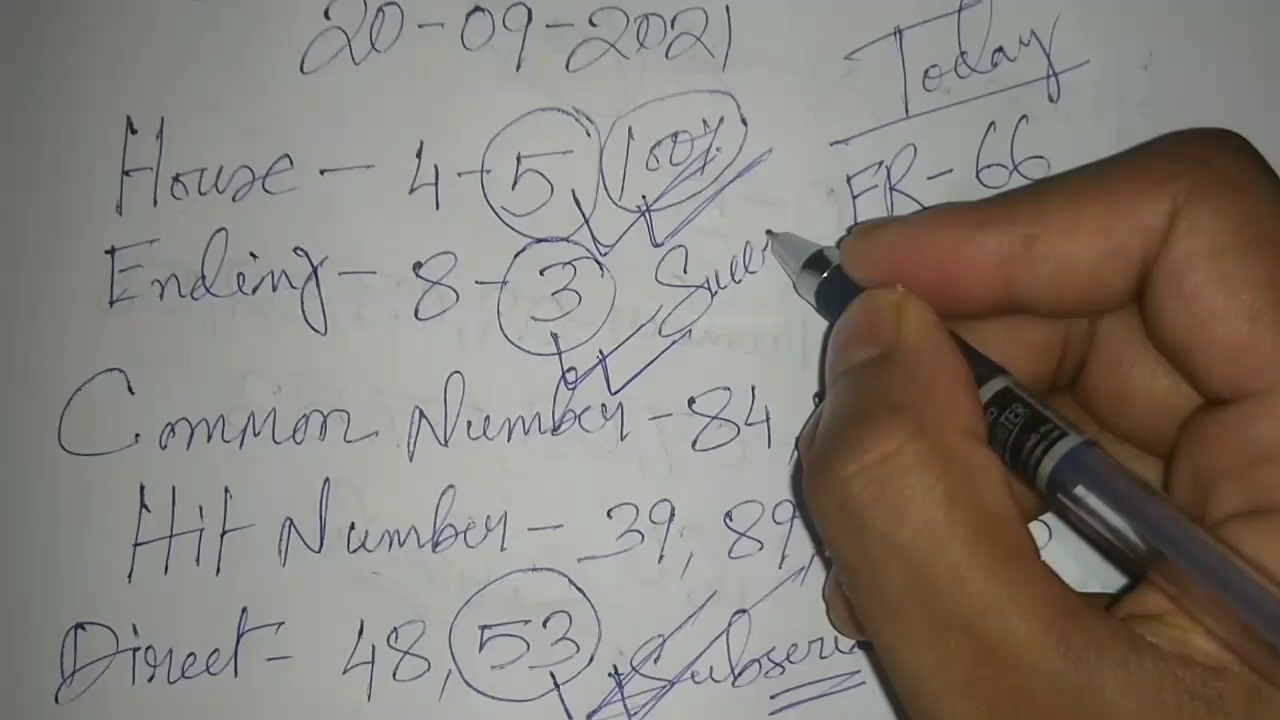 20-09-2021
Today
House - 4 - 5 100%
FR - 66
Ending - 8 - 3
Common Number - 84
Hit Number - 39, 89
Direct - 48, 53